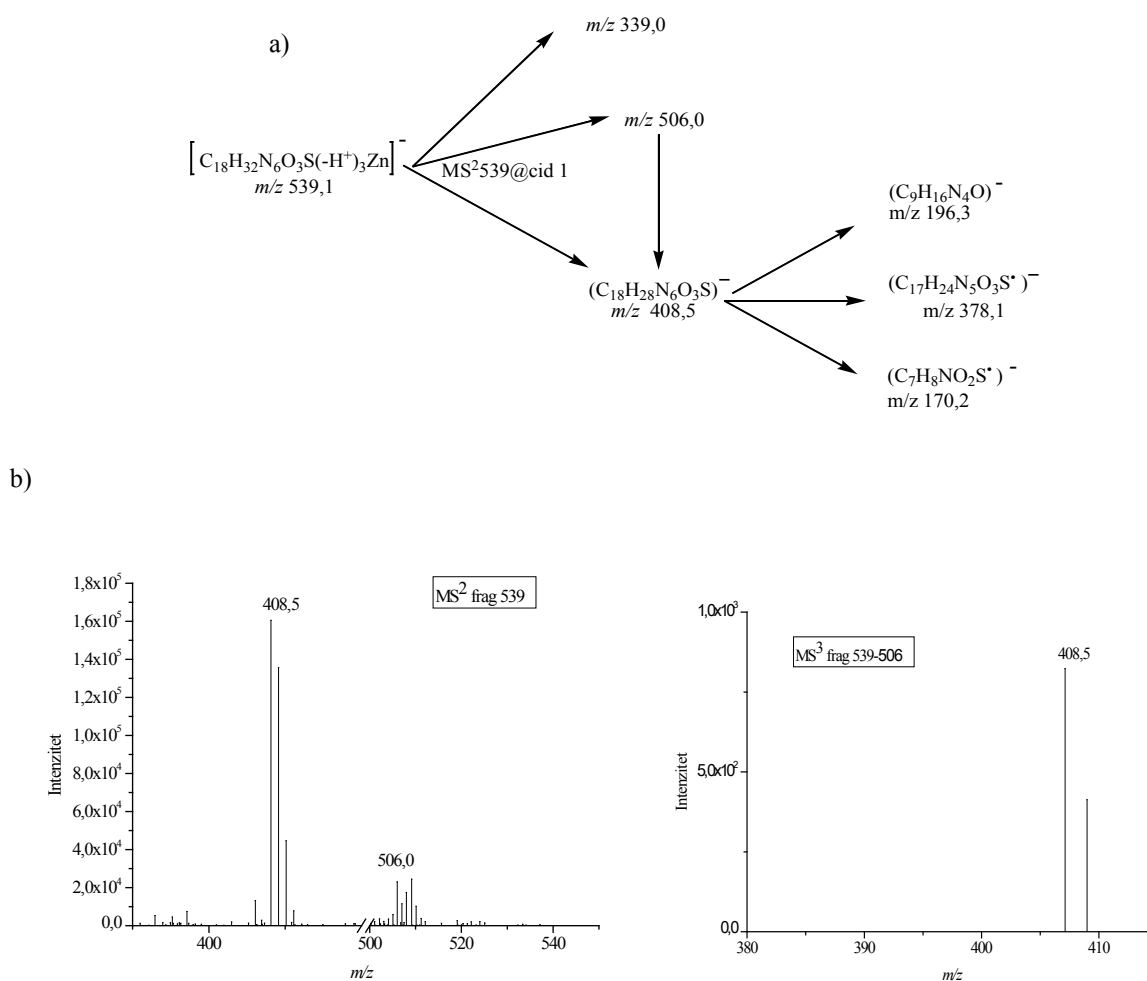 a)
m/z 339,0
m/z 506,0
[C₁₈H₃₂N₆O₃S(-H⁺)₃Zn]⁻
m/z 539,1
MS²539@cid 1
(C₉H₁₆N₄O)⁻
m/z 196,3
(C₁₈H₂₈N₆O₃S)⁻
m/z 408,5
(C₁₇H₂₄N₅O₃S•)⁻
m/z 378,1
(C₇H₈NO₂S•)⁻
m/z 170,2
b)
MS² frag 539
1,8x10⁵
1,6x10⁵
1,4x10⁵
1,2x10⁵
1,0x10⁵
8,0x10⁴
6,0x10⁴
4,0x10⁴
2,0x10⁴
0,0
Intenzitet
408,5
506,0
400 500 520 540
m/z
MS³ frag 539-506
1,0x10³
5,0x10²
0,0
Intenzitet
408,5
380 390 400 410
m/z